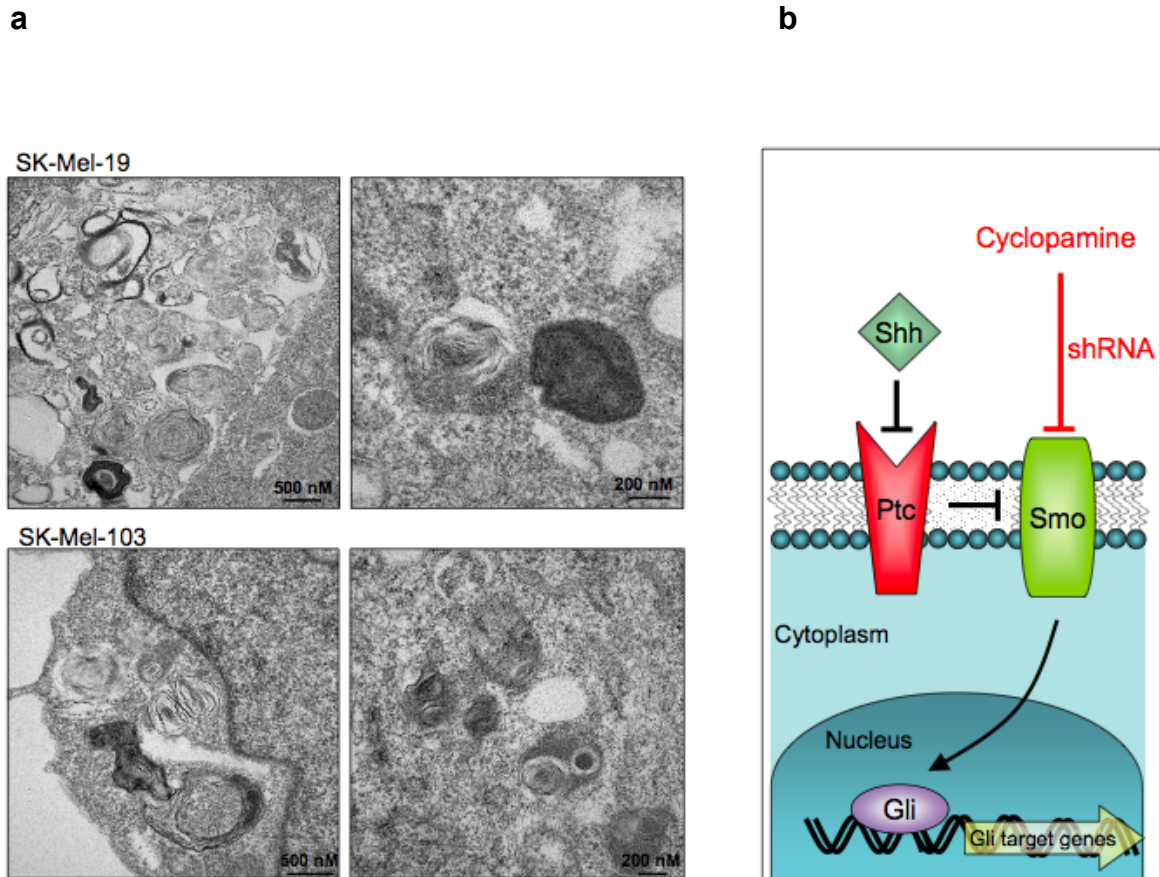 a
b
SK-Mel-19
500 nM
200 nM
SK-Mel-103
500 nM
200 nM
Cyclopamine
Shh
shRNA
Ptc
Smo
Cytoplasm
Nucleus
Gli
Gli target genes